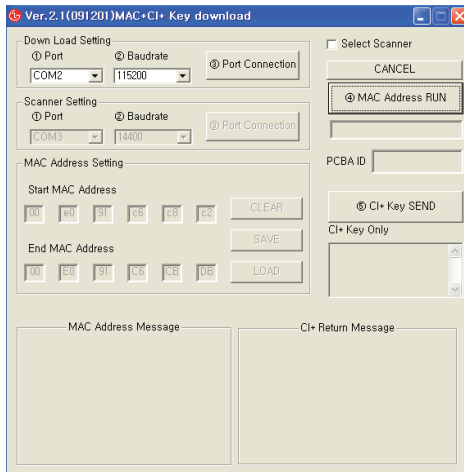 Ver.2.1(091201)MAC+CI+ Key download
Down Load Setting
① Port ② Baudrate
COM2 115200 ③ Port Connection
Scanner Setting
① Port ② Baudrate
COM3 14400 ③ Port Connection
MAC Address Setting
Start MAC Address
00 e0 91 c6 c8 c2 CLEAR
SAVE
End MAC Address
00 E0 91 C6 CB DB LOAD
Select Scanner
CANCEL
④ MAC Address RUN
PCBA ID
⑤ CI+ Key SEND
CI+ Key Only
MAC Address Message
CI+ Return Message